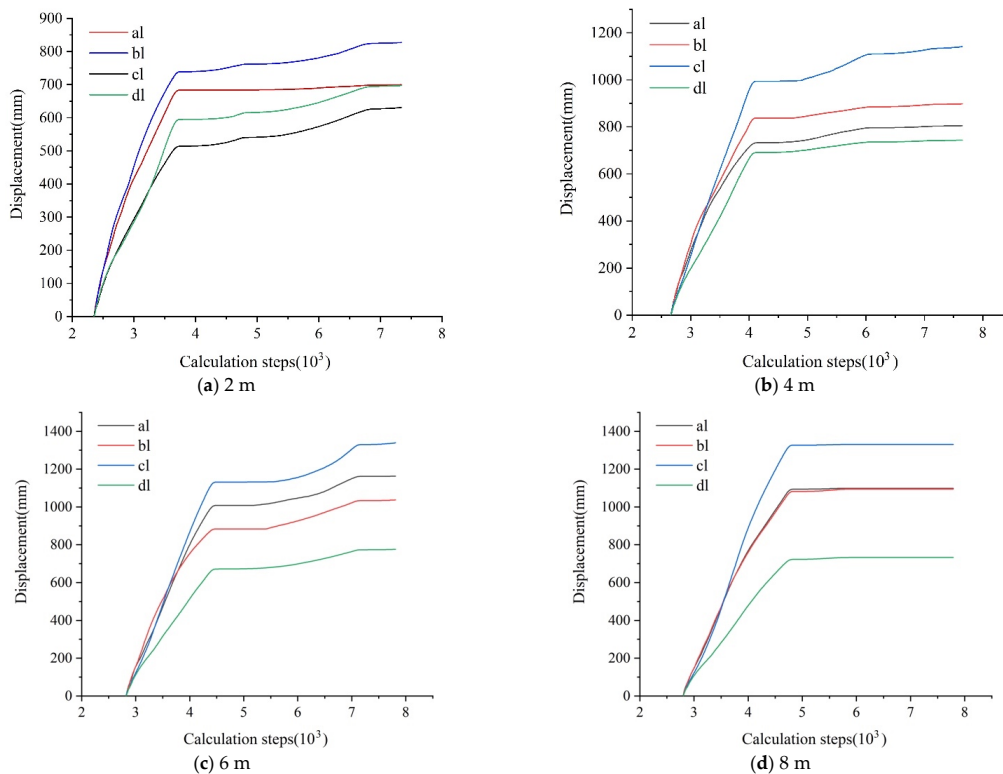 900
800
700
600
500
400
300
200
100
0
Displacement(mm)
al
bl
cl
dl
2 3 4 5 6 7 8
Calculation steps(10³)
(a) 2 m
1200
1000
800
600
400
200
0
Displacement(mm)
al
bl
cl
dl
2 3 4 5 6 7 8
Calculation steps(10³)
(b) 4 m
1400
1200
1000
800
600
400
200
0
Displacement(mm)
al
bl
cl
dl
2 3 4 5 6 7 8
Calculation steps(10³)
(c) 6 m
1400
1200
1000
800
600
400
200
0
Displacement(mm)
al
bl
cl
dl
2 3 4 5 6 7 8
Calculation steps(10³)
(d) 8 m